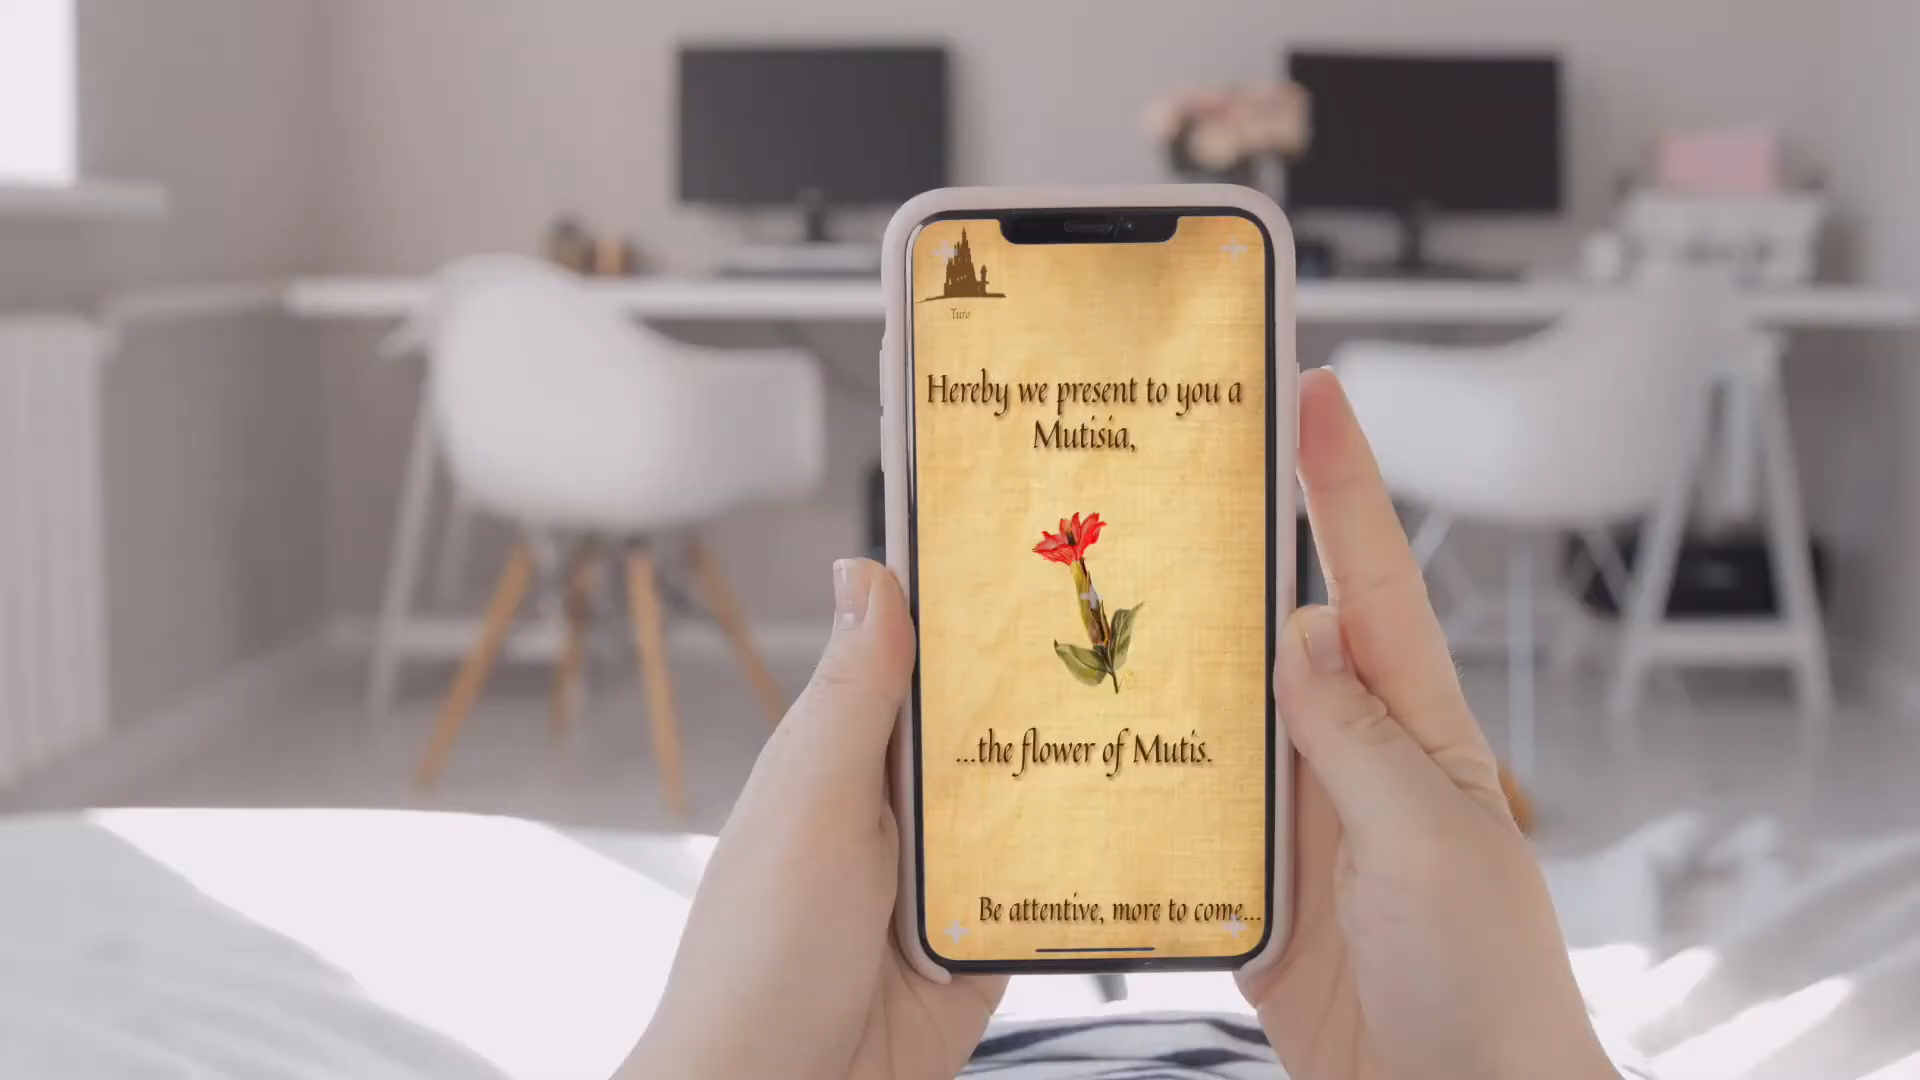 Turo
Hereby we present to you a
Mutisia,
...the flower of Mutis.
Be attentive, more to come...